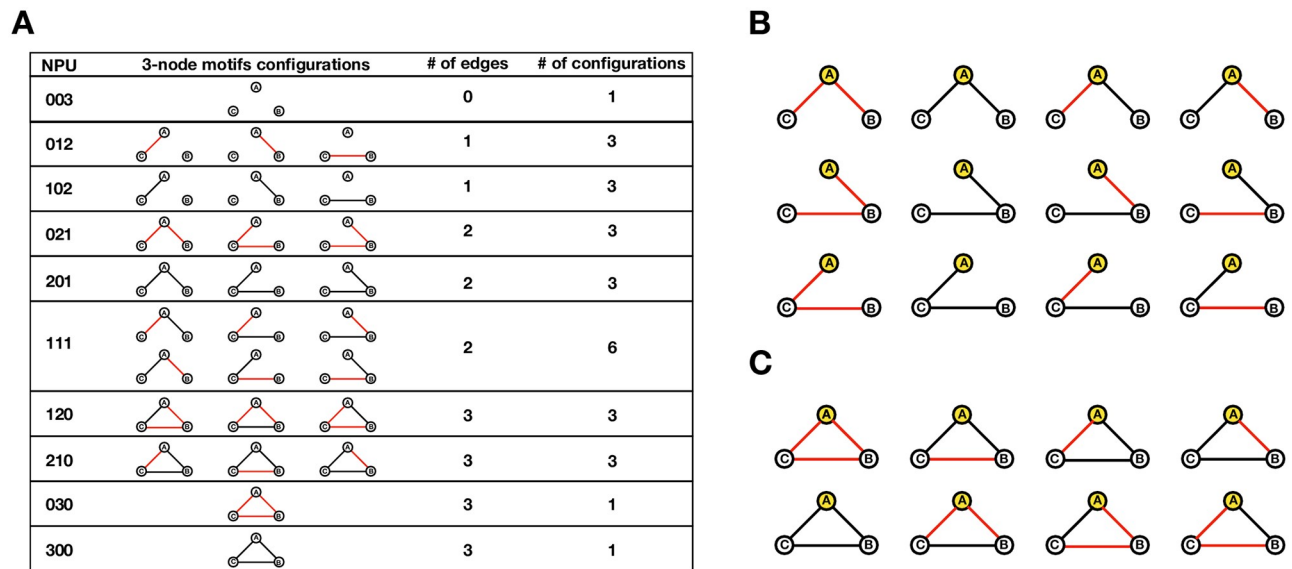 A
NPU 3-node motifs configurations # of edges # of configurations
003 0 1
A
C B
012 1 3
A A A
C B C B C B
102 1 3
A A A
C B C B C B
021 2 3
A A A
C B C B C B
201 2 3
A A A
C B C B C B
111 2 6
A A A
C B C B C B
A A A
C B C B C B
120 3 3
A A A
C B C B C B
210 3 3
A A A
C B C B C B
030 3 1
A
C B
300 3 1
A
C B
B
A A A A
C B C B C B C B
A A A A
C B C B C B C B
A A A A
C B C B C B C B
C
A A A A
C B C B C B C B
A A A A
C B C B C B C B